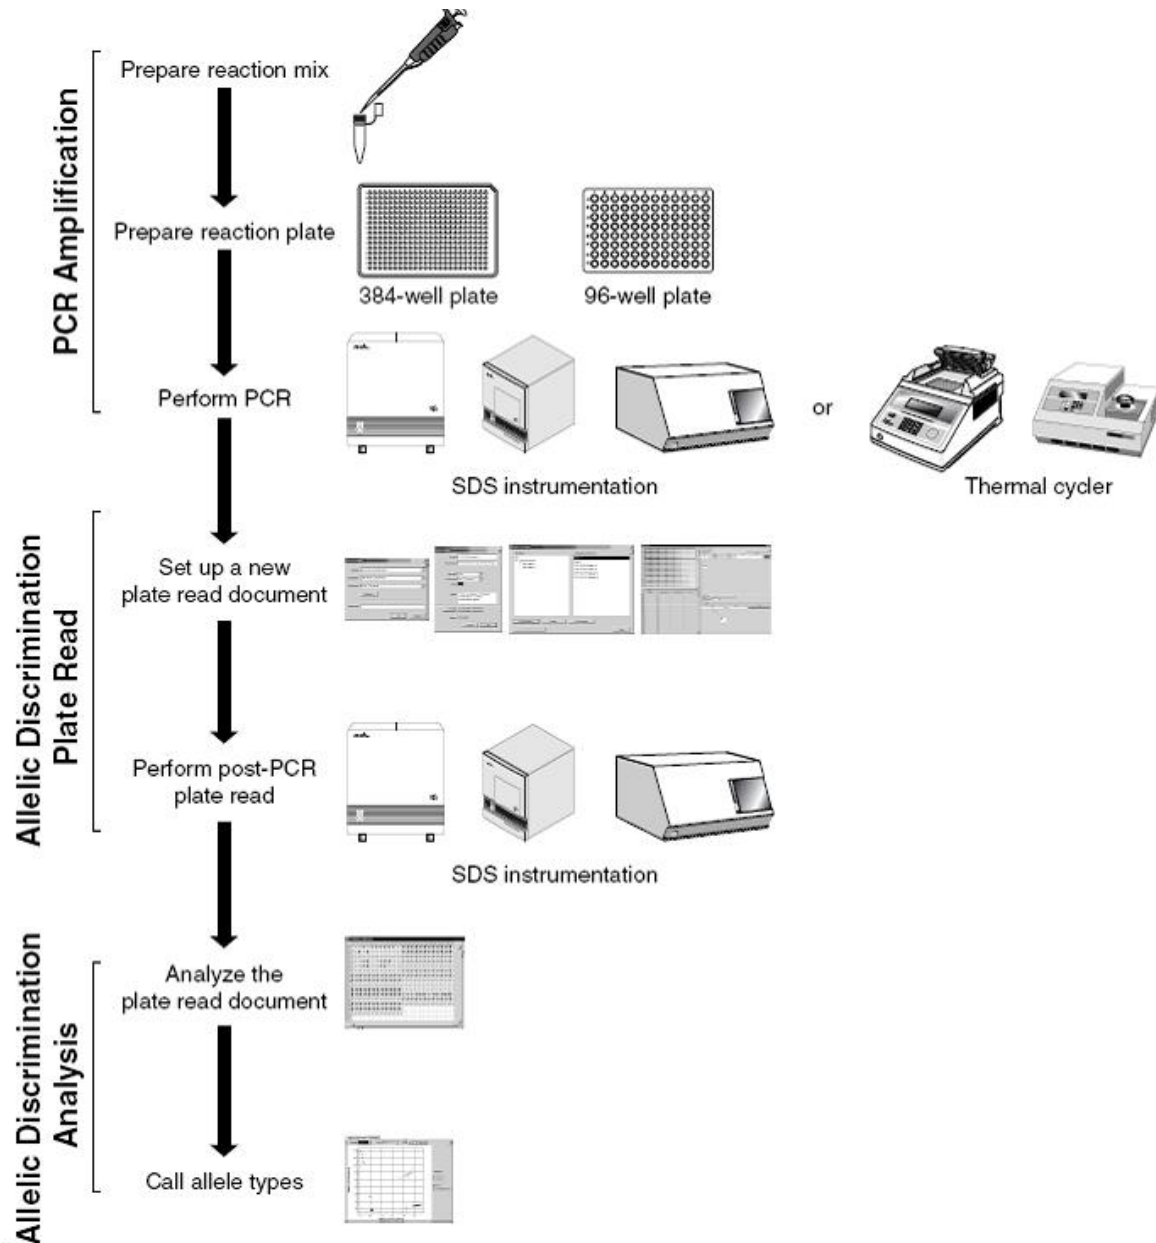 PCR Amplification
Prepare reaction mix
Prepare reaction plate
384-well plate
96-well plate
Perform PCR
or
SDS instrumentation
Thermal cycler
Allelic Discrimination
Plate Read
Set up a new
plate read document
Perform post-PCR
plate read
SDS instrumentation
Allelic Discrimination
Analysis
Analyze the
plate read document
Call allele types